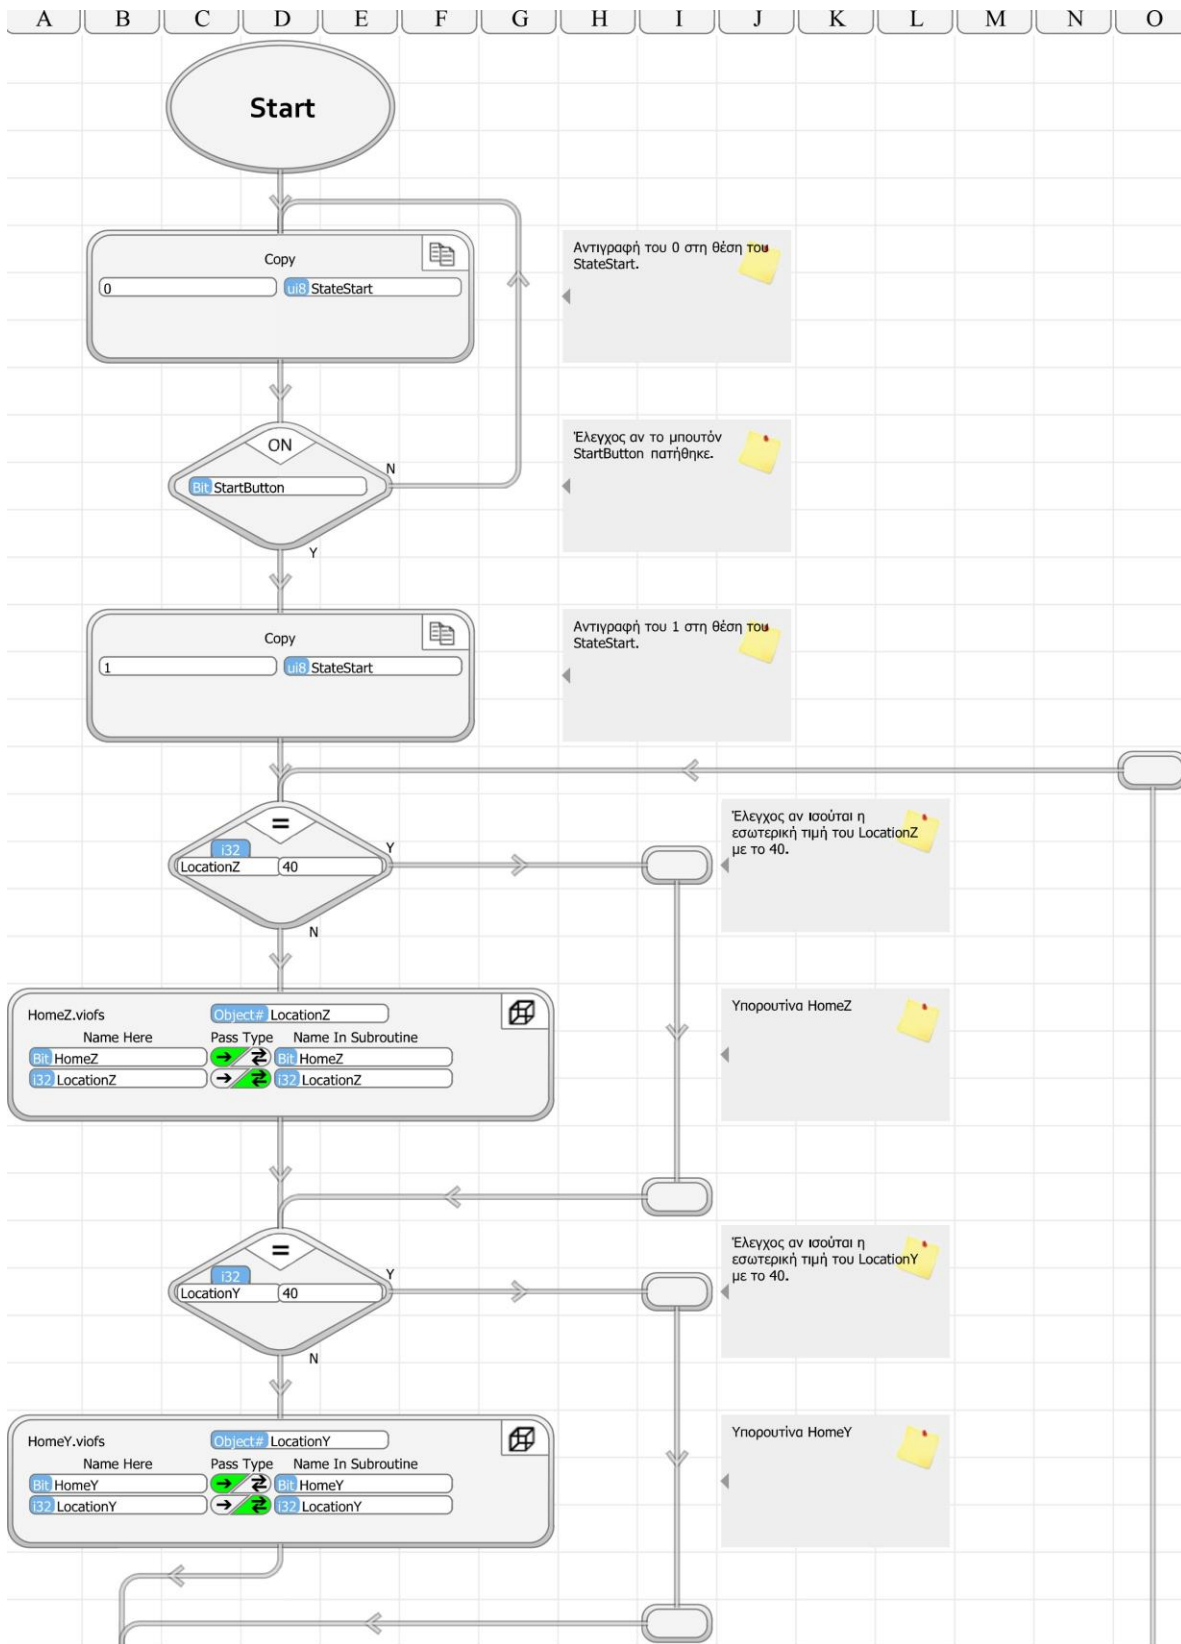 A B C D E F G H I J K L M N O
Start
Copy
0 ui8 StateStart
Αντιγραφή του 0 στη θέση του
StateStart.
ON
Bit StartButton
N
Y
Έλεγχος αν το μπουτόν
StartButton πατήθηκε.
Copy
1 ui8 StateStart
Αντιγραφή του 1 στη θέση του
StateStart.
=
i32
LocationZ 40
Y
N
Έλεγχος αν ισούται η
εσωτερική τιμή του LocationZ
με το 40.
HomeZ.viofs Object# LocationZ
Name Here Pass Type Name In Subroutine
Bit HomeZ Bit HomeZ
i32 LocationZ i32 LocationZ
Υπορουτίνα HomeZ
=
i32
LocationY 40
Y
N
Έλεγχος αν ισούται η
εσωτερική τιμή του LocationY
με το 40.
HomeY.viofs Object# LocationY
Name Here Pass Type Name In Subroutine
Bit HomeY Bit HomeY
i32 LocationY i32 LocationY
Υπορουτίνα HomeY